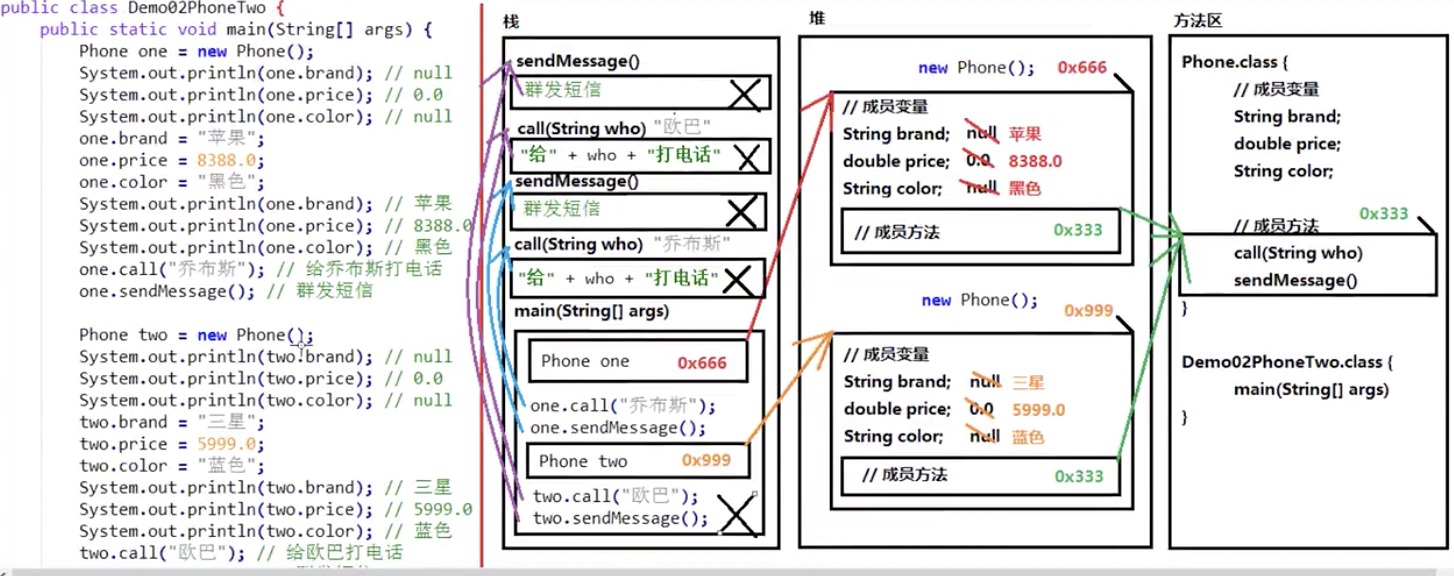 public class Demo02PhoneTwo {
public static void main(String[] args) {
Phone one = new Phone();
System.out.println(one.brand); // null
System.out.println(one.price); // 0.0
System.out.println(one.color); // null
one.brand = "苹果";
one.price = 8388.0;
one.color = "黑色";
System.out.println(one.brand); // 苹果
System.out.println(one.price); // 8388.0
System.out.println(one.color); // 黑色
one.call("乔布斯"); // 给乔布斯打电话
one.sendMessage(); // 群发短信
Phone two = new Phone();
System.out.println(two.brand); // null
System.out.println(two.price); // 0.0
System.out.println(two.color); // null
two.brand = "三星";
two.price = 5999.0;
two.color = "蓝色";
System.out.println(two.brand); // 三星
System.out.println(two.price); // 5999.0
System.out.println(two.color); // 蓝色
two.call("欧巴"); // 给欧巴打电话
栈
sendMessage()
群发短信
call(String who) "欧巴"
"给" + who + "打电话"
sendMessage()
群发短信
call(String who) "乔布斯"
"给" + who + "打电话"
main(String[] args)
Phone one 0x666
one.call("乔布斯");
one.sendMessage();
Phone two 0x999
two.call("欧巴");
two.sendMessage();
堆
new Phone(); 0x666
// 成员变量
String brand; null 苹果
double price; 0.0 8388.0
String color; null 黑色
// 成员方法 0x333
new Phone(); 0x999
// 成员变量
String brand; null 三星
double price; 0.0 5999.0
String color; null 蓝色
// 成员方法 0x333
方法区
Phone.class {
// 成员变量
String brand;
double price;
String color;
// 成员方法 0x333
call(String who)
sendMessage()
}
Demo02PhoneTwo.class {
main(String[] args)
}